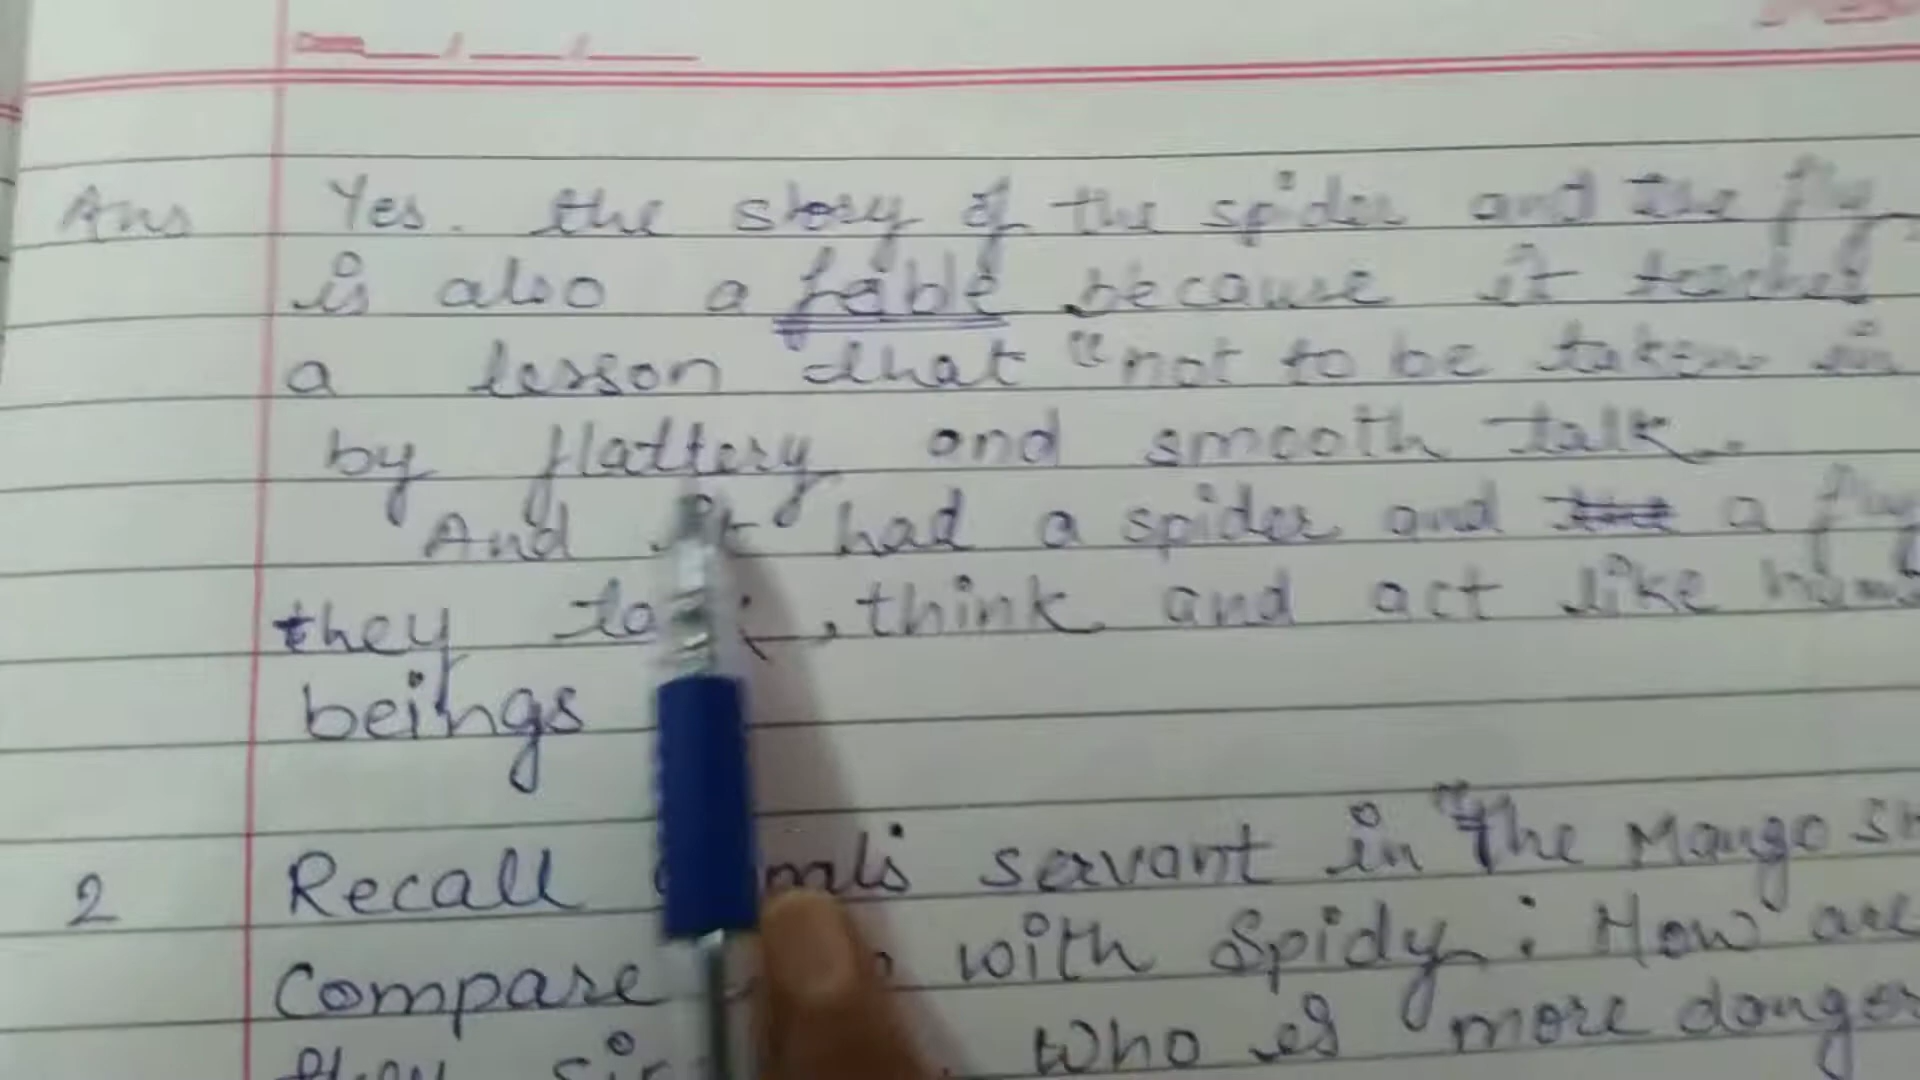 Ans Yes. the story of the spider and the fly
is also a fable because it teaches
a lesson that "not to be taken in
by flattery and smooth talk.
And it had a spider and a fly
they think and act like
beings
2 Recall servant in "The Mango
Compare with Spidy. How are
they Who is more